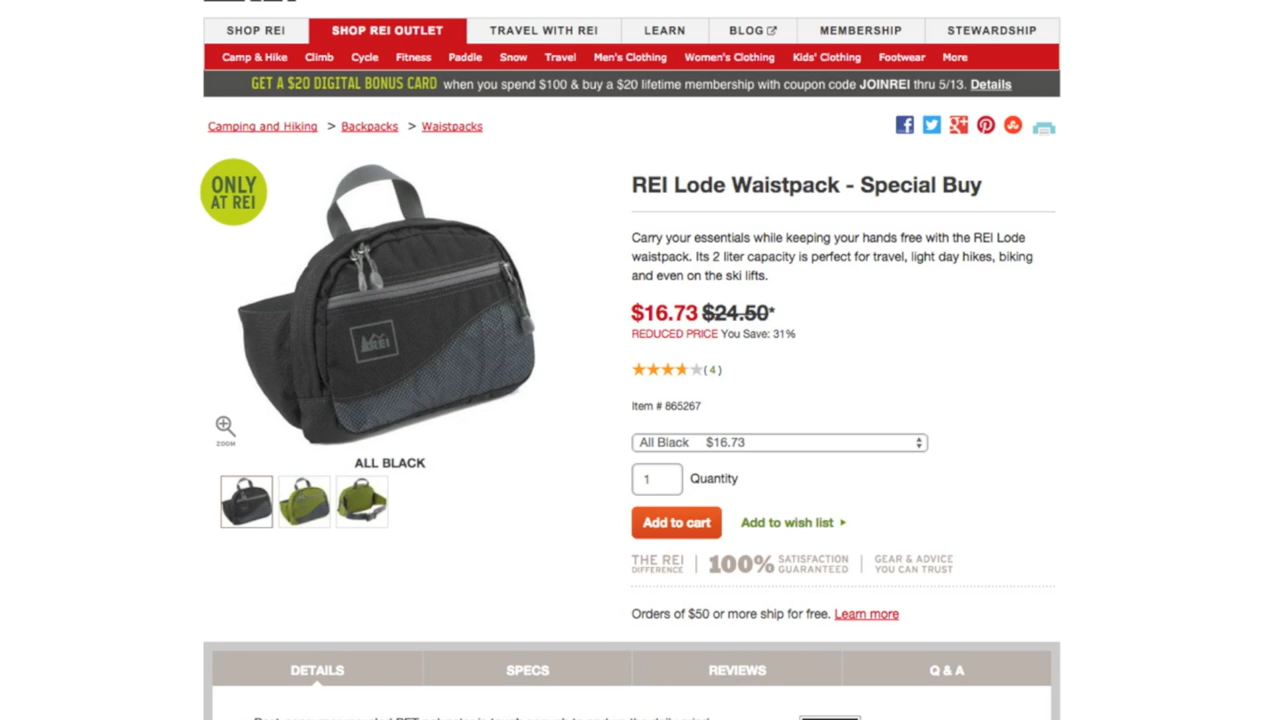 SHOP REI
SHOP REI OUTLET
TRAVEL WITH REI
LEARN
BLOG
MEMBERSHIP
STEWARDSHIP
Camp & Hike Climb Cycle Fitness Paddle Snow Travel Men's Clothing Women's Clothing Kids' Clothing Footwear More
GET A $20 DIGITAL BONUS CARD when you spend $100 & buy a $20 lifetime membership with coupon code JOINREI thru 5/13. Details
Camping and Hiking > Backpacks > Waistpacks
ONLY
AT REI
REI
ZOOM
ALL BLACK
REI Lode Waistpack - Special Buy
Carry your essentials while keeping your hands free with the REI Lode
waistpack. Its 2 liter capacity is perfect for travel, light day hikes, biking
and even on the ski lifts.
$16.73 $24.50*
REDUCED PRICE You Save: 31%
(4)
Item # 865267
All Black $16.73
1 Quantity
Add to cart Add to wish list
THE REI
DIFFERENCE
100% SATISFACTION
GUARANTEED
GEAR & ADVICE
YOU CAN TRUST
Orders of $50 or more ship for free. Learn more
DETAILS SPECS REVIEWS Q & A